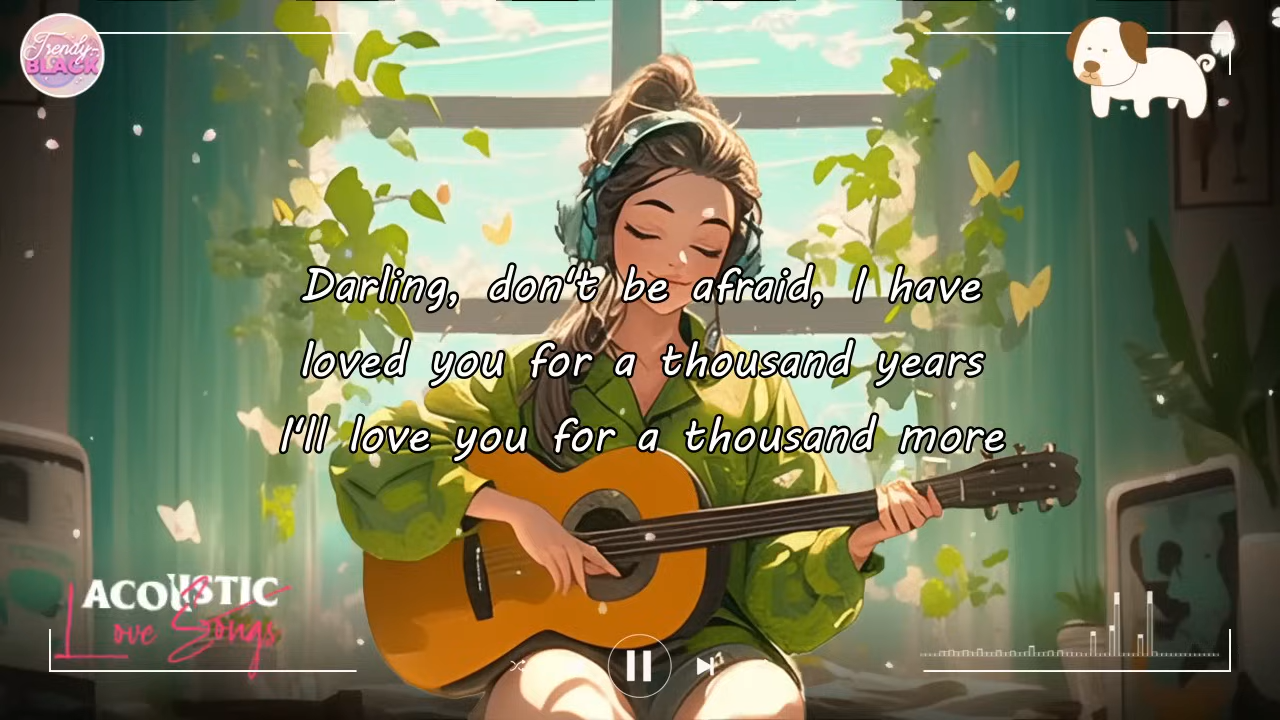 Trendy
BLACK
Darling, don't be afraid, I have
loved you for a thousand years
I'll love you for a thousand more
ACOUSTIC
Love Songs